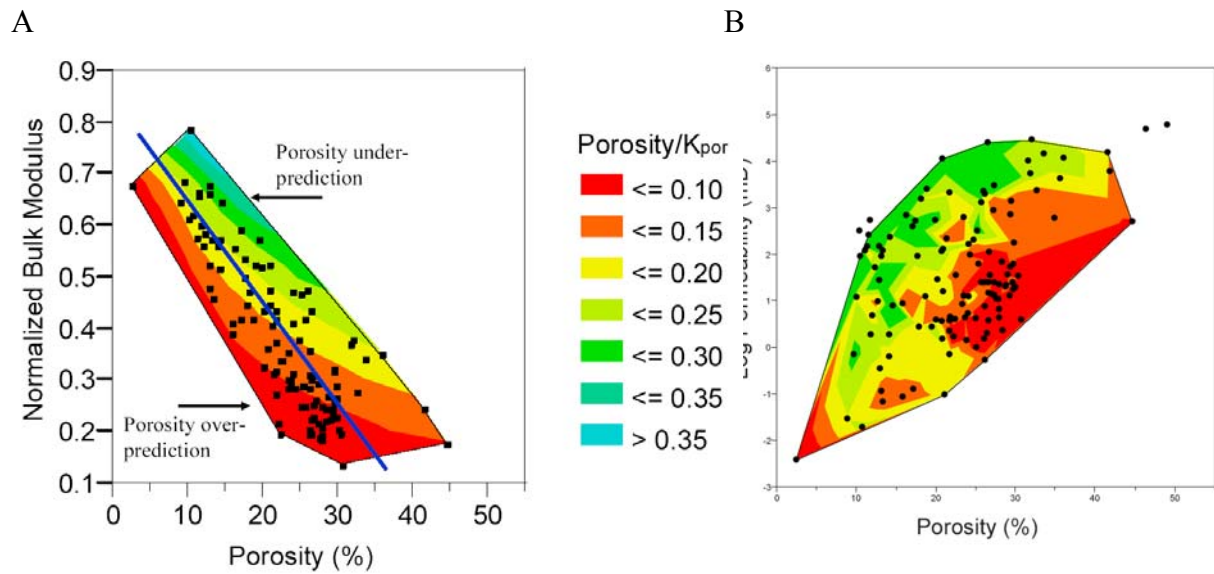 A
B
0.9
0.8
0.7
0.6
0.5
0.4
0.3
0.2
0.1
Normalized Bulk Modulus
Porosity under-
prediction
Porosity over-
prediction
0 10 20 30 40 50
Porosity (%)
Porosity/Kpor
<= 0.10
<= 0.15
<= 0.20
<= 0.25
<= 0.30
<= 0.35
> 0.35
6
5
4
3
2
1
0
-1
-2
-3
0 10 20 30 40 50
Porosity (%)